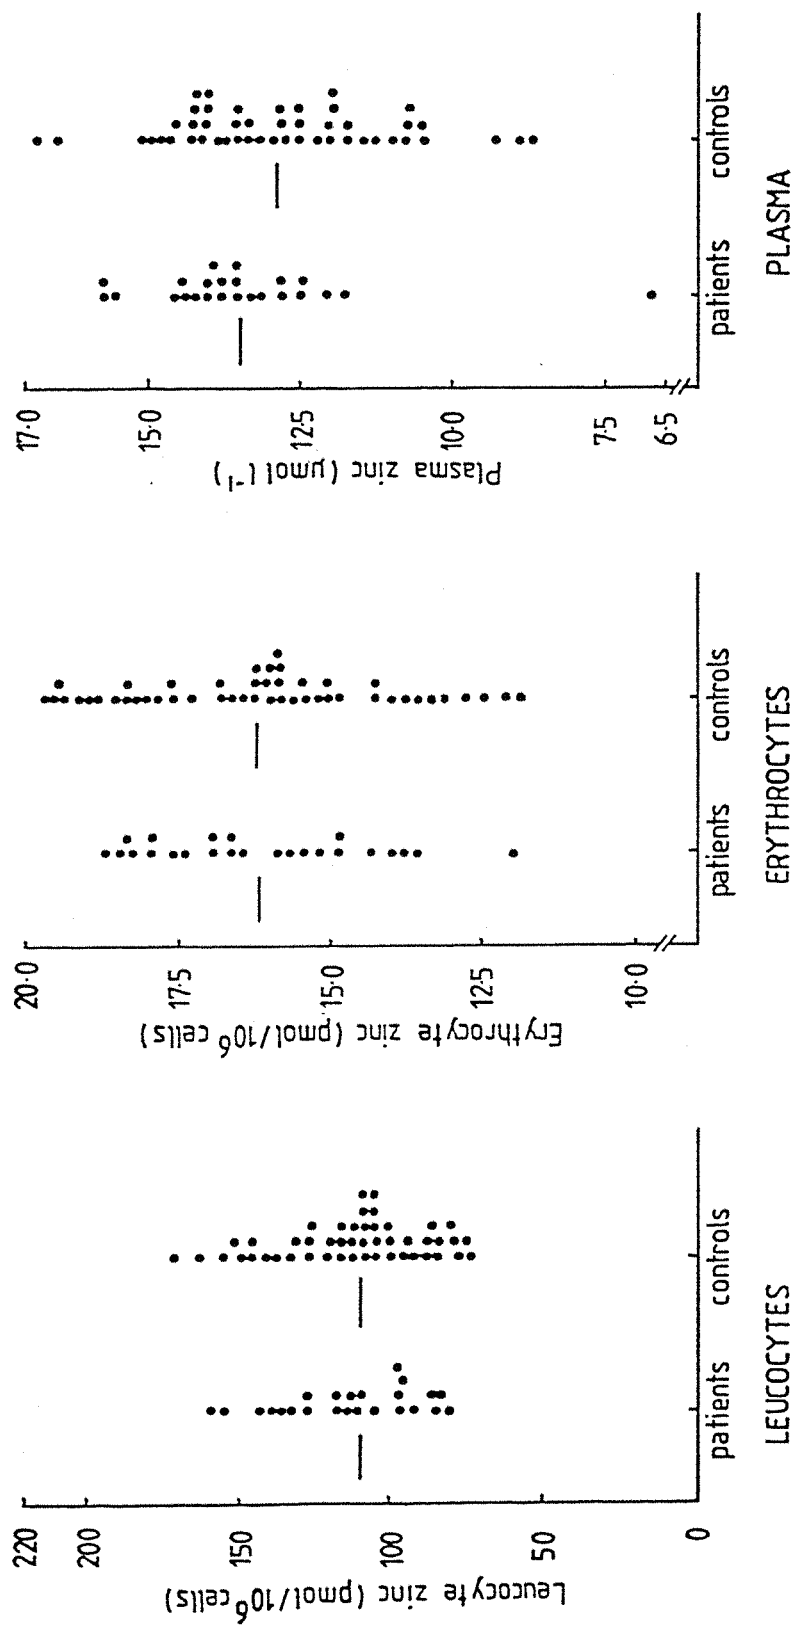 Leucocyte zinc (pmol/10⁶ cells)
220
200
150
100
50
0
patients controls
LEUCOCYTES
Erythrocyte zinc (pmol/10⁶ cells)
20·0
17·5
15·0
12·5
10·0
patients controls
ERYTHROCYTES
Plasma zinc (µmol l⁻¹)
17·0
15·0
12·5
10·0
7·5
6·5
patients controls
PLASMA